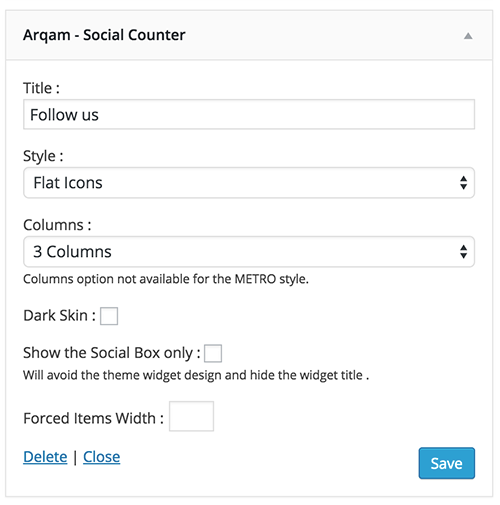 Arqam - Social Counter
Title :
Follow us
Style :
Flat Icons
Columns :
3 Columns
Columns option not available for the METRO style.
Dark Skin :
Show the Social Box only :
Will avoid the theme widget design and hide the widget title .
Forced Items Width :
Delete | Close
Save